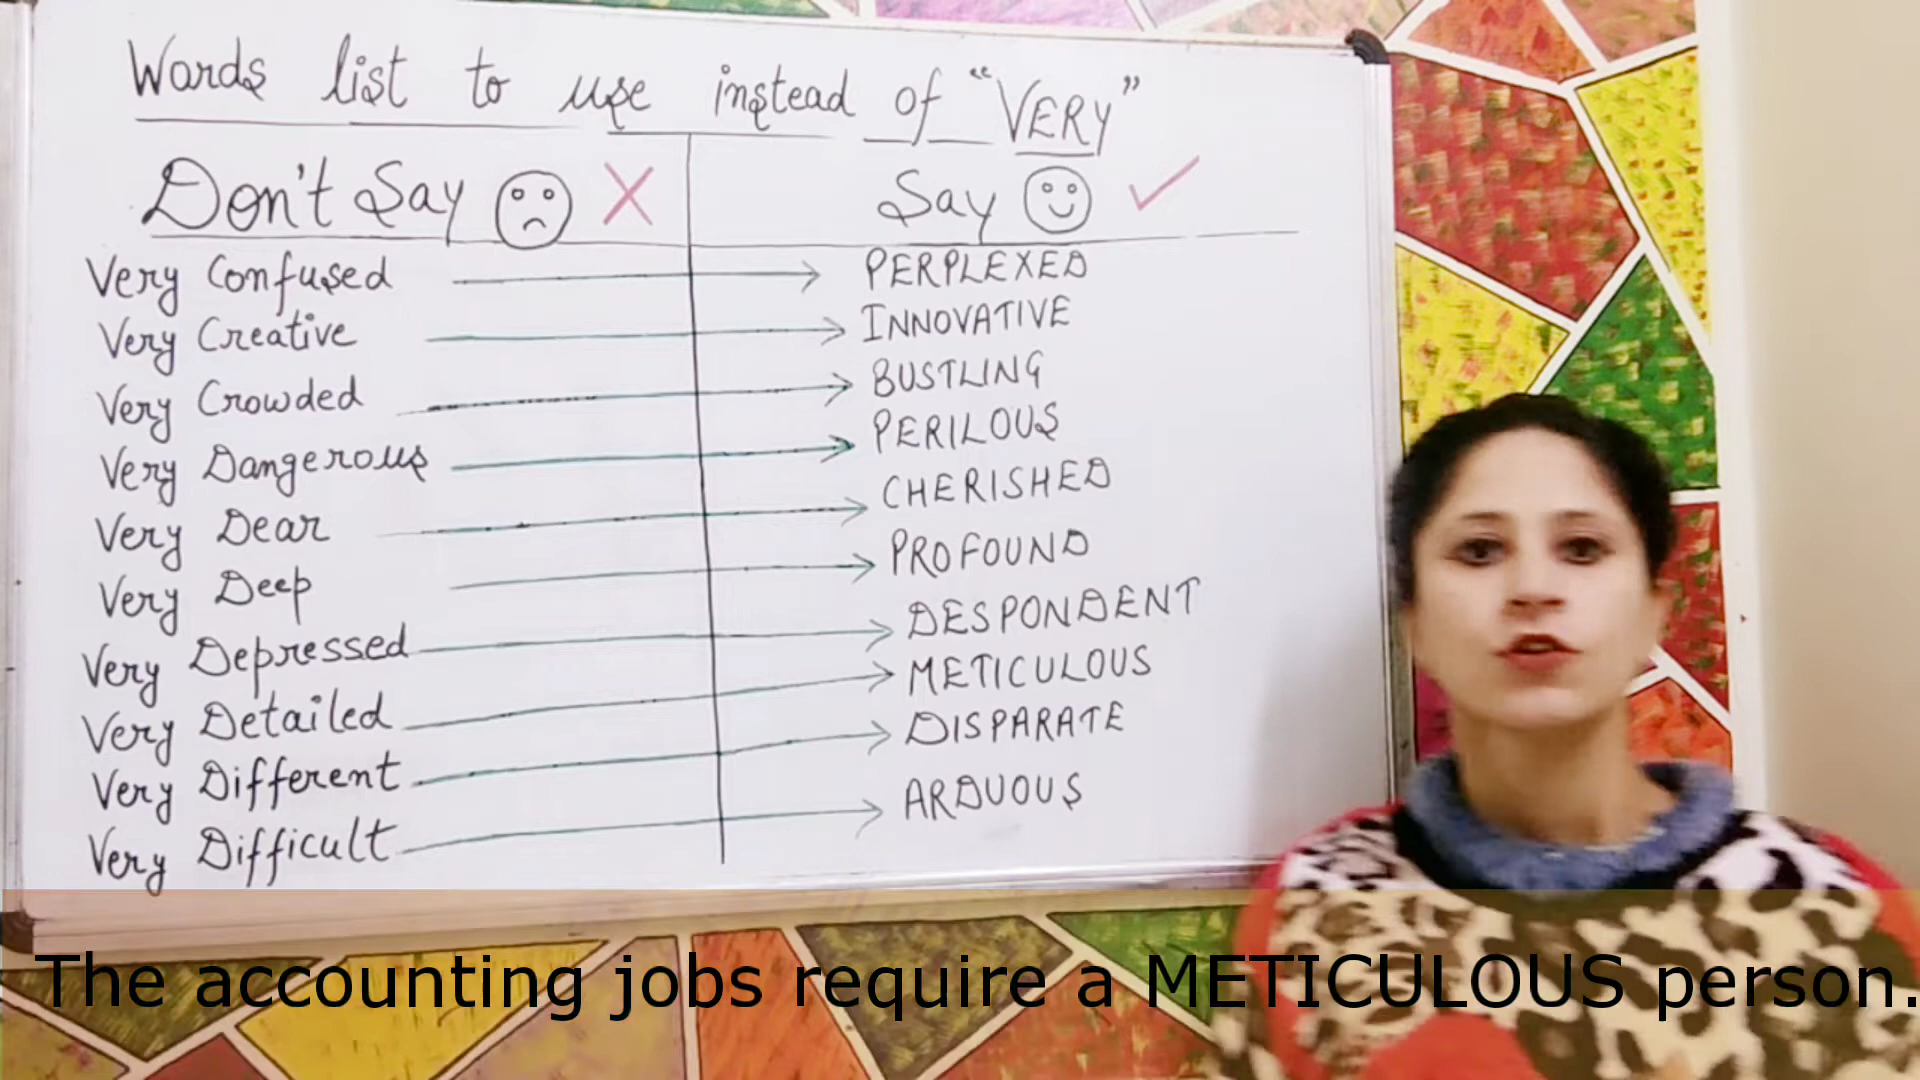 Words list to use instead of "VERY"
Don't Say Say
Very Confused PERPLEXED
Very Creative INNOVATIVE
Very Crowded BUSTLING
Very Dangerous PERILOUS
Very Dear CHERISHED
Very Deep PROFOUND
Very Depressed DESPONDENT
Very Detailed METICULOUS
Very Different DISPARATE
Very Difficult ARDUOUS
The accounting jobs require a METICULOUS person.